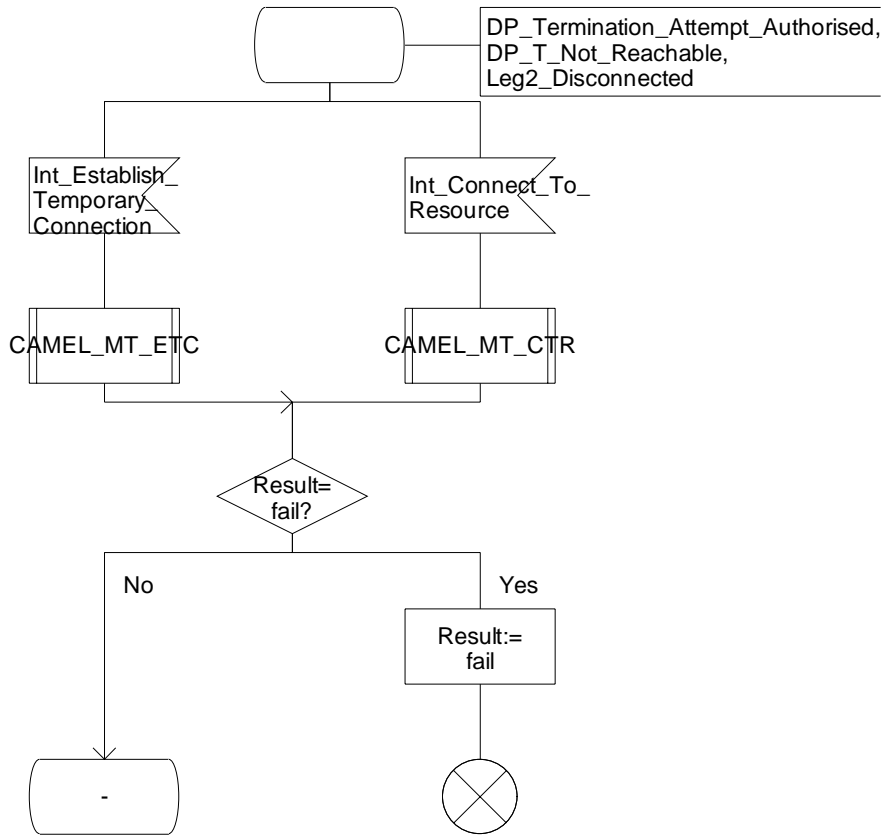 DP_Termination_Attempt_Authorised,
DP_T_Not_Reachable,
Leg2_Disconnected
Int_Establish_
Temporary_
Connection
Int_Connect_To_
Resource
CAMEL_MT_ETC
CAMEL_MT_CTR
Result=
fail?
No
Yes
Result:=
fail
-